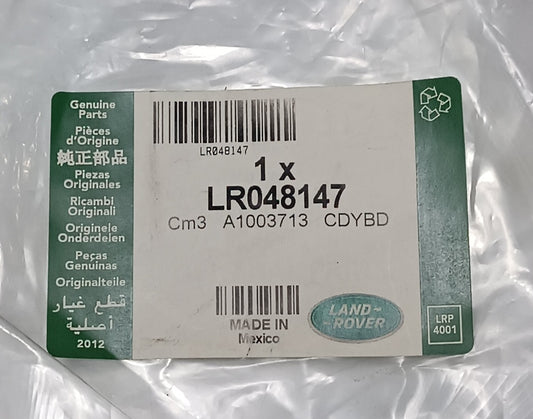 Genuine
Parts
Pièces
d'Origine
純正部品
Piezas
Originales
Ricambi
Originali
Originele
Onderdelen
Peças
Genuinas
Originalteile
قطع غيار
أصلية
2012
LR048147
1 x
LR048147
Cm3 A1003713 CDYBD
MADE IN
Mexico
LAND~
~ROVER
LRP
4001